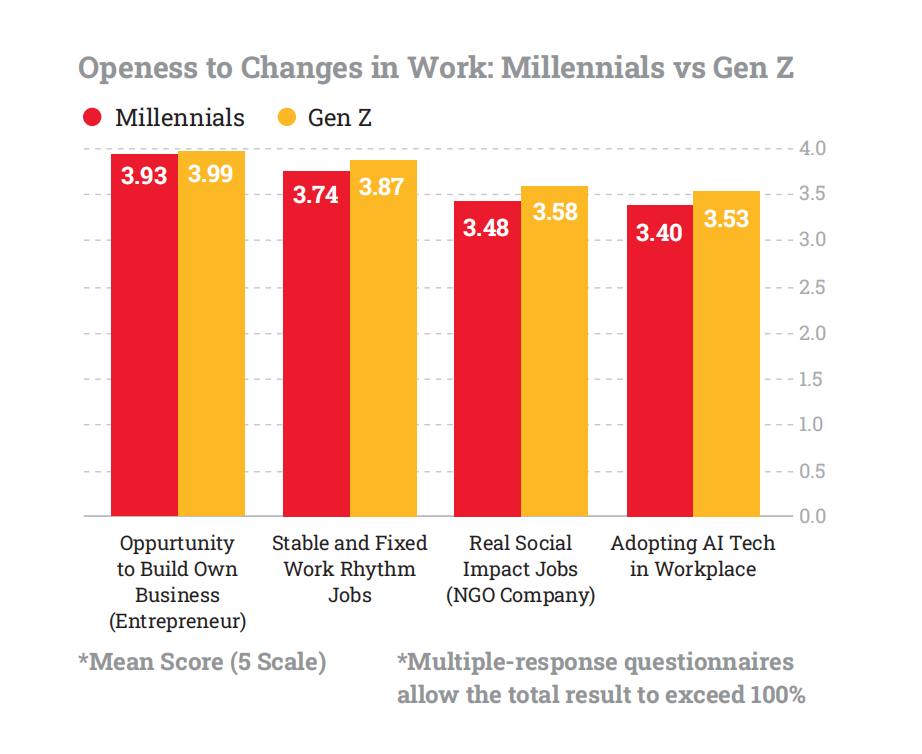 Openess to Changes in Work: Millennials vs Gen Z
Millennials Gen Z
4.0
3.5
3.0
2.5
2.0
1.5
1.0
0.5
0.0
3.93 3.99
3.74 3.87
3.48 3.58
3.40 3.53
Oppurtunity
to Build Own
Business
(Entrepreneur)
Stable and Fixed
Work Rhythm
Jobs
Real Social
Impact Jobs
(NGO Company)
Adopting AI Tech
in Workplace
*Mean Score (5 Scale)
*Multiple-response questionnaires
allow the total result to exceed 100%